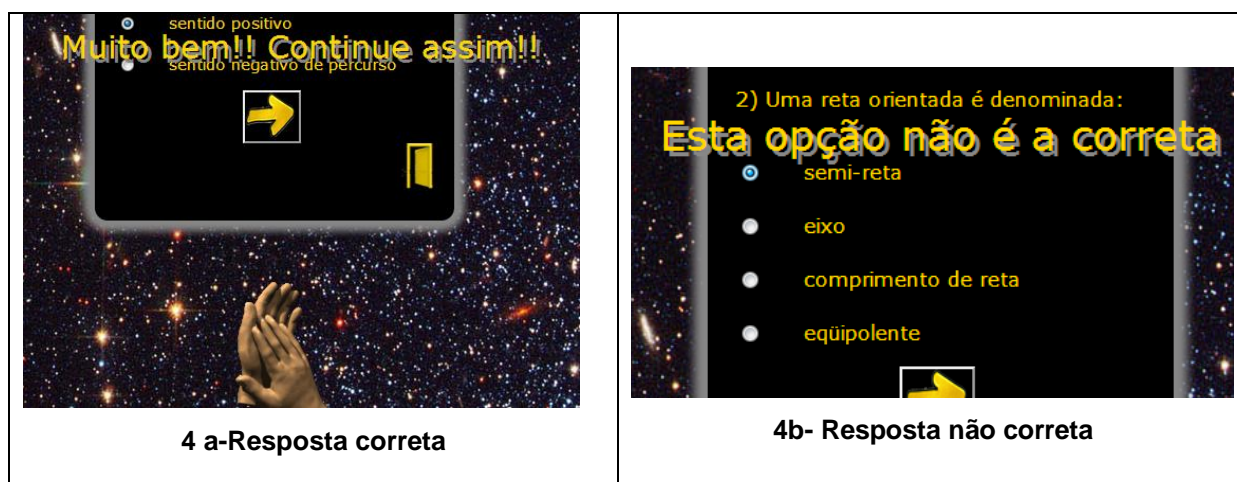 sentido positivo
Muito bem!! Continue assim!!
sentido negativo de percurso
4 a-Resposta correta
2) Uma reta orientada é denominada:
Esta opção não é a correta
semi-reta
eixo
comprimento de reta
eqüipolente
4b- Resposta não correta